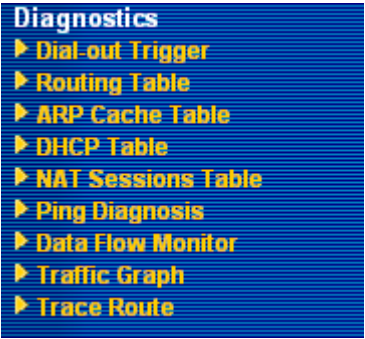 Diagnostics
Dial-out Trigger
Routing Table
ARP Cache Table
DHCP Table
NAT Sessions Table
Ping Diagnosis
Data Flow Monitor
Traffic Graph
Trace Route